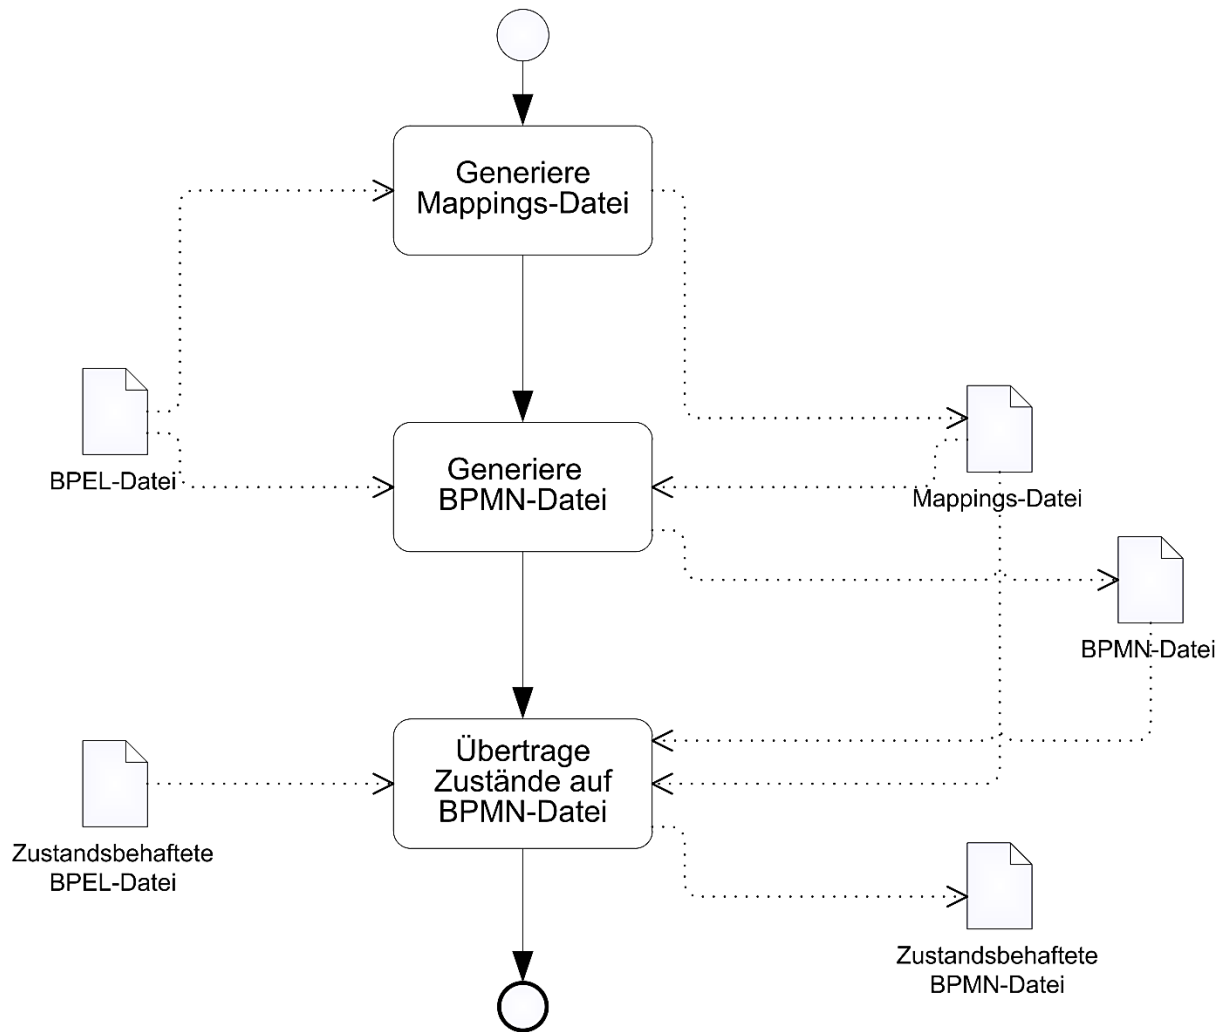 Generiere
Mappings-Datei
BPEL-Datei
Generiere
BPMN-Datei
Mappings-Datei
BPMN-Datei
Übertrage
Zustände auf
BPMN-Datei
Zustandsbehaftete
BPEL-Datei
Zustandsbehaftete
BPMN-Datei